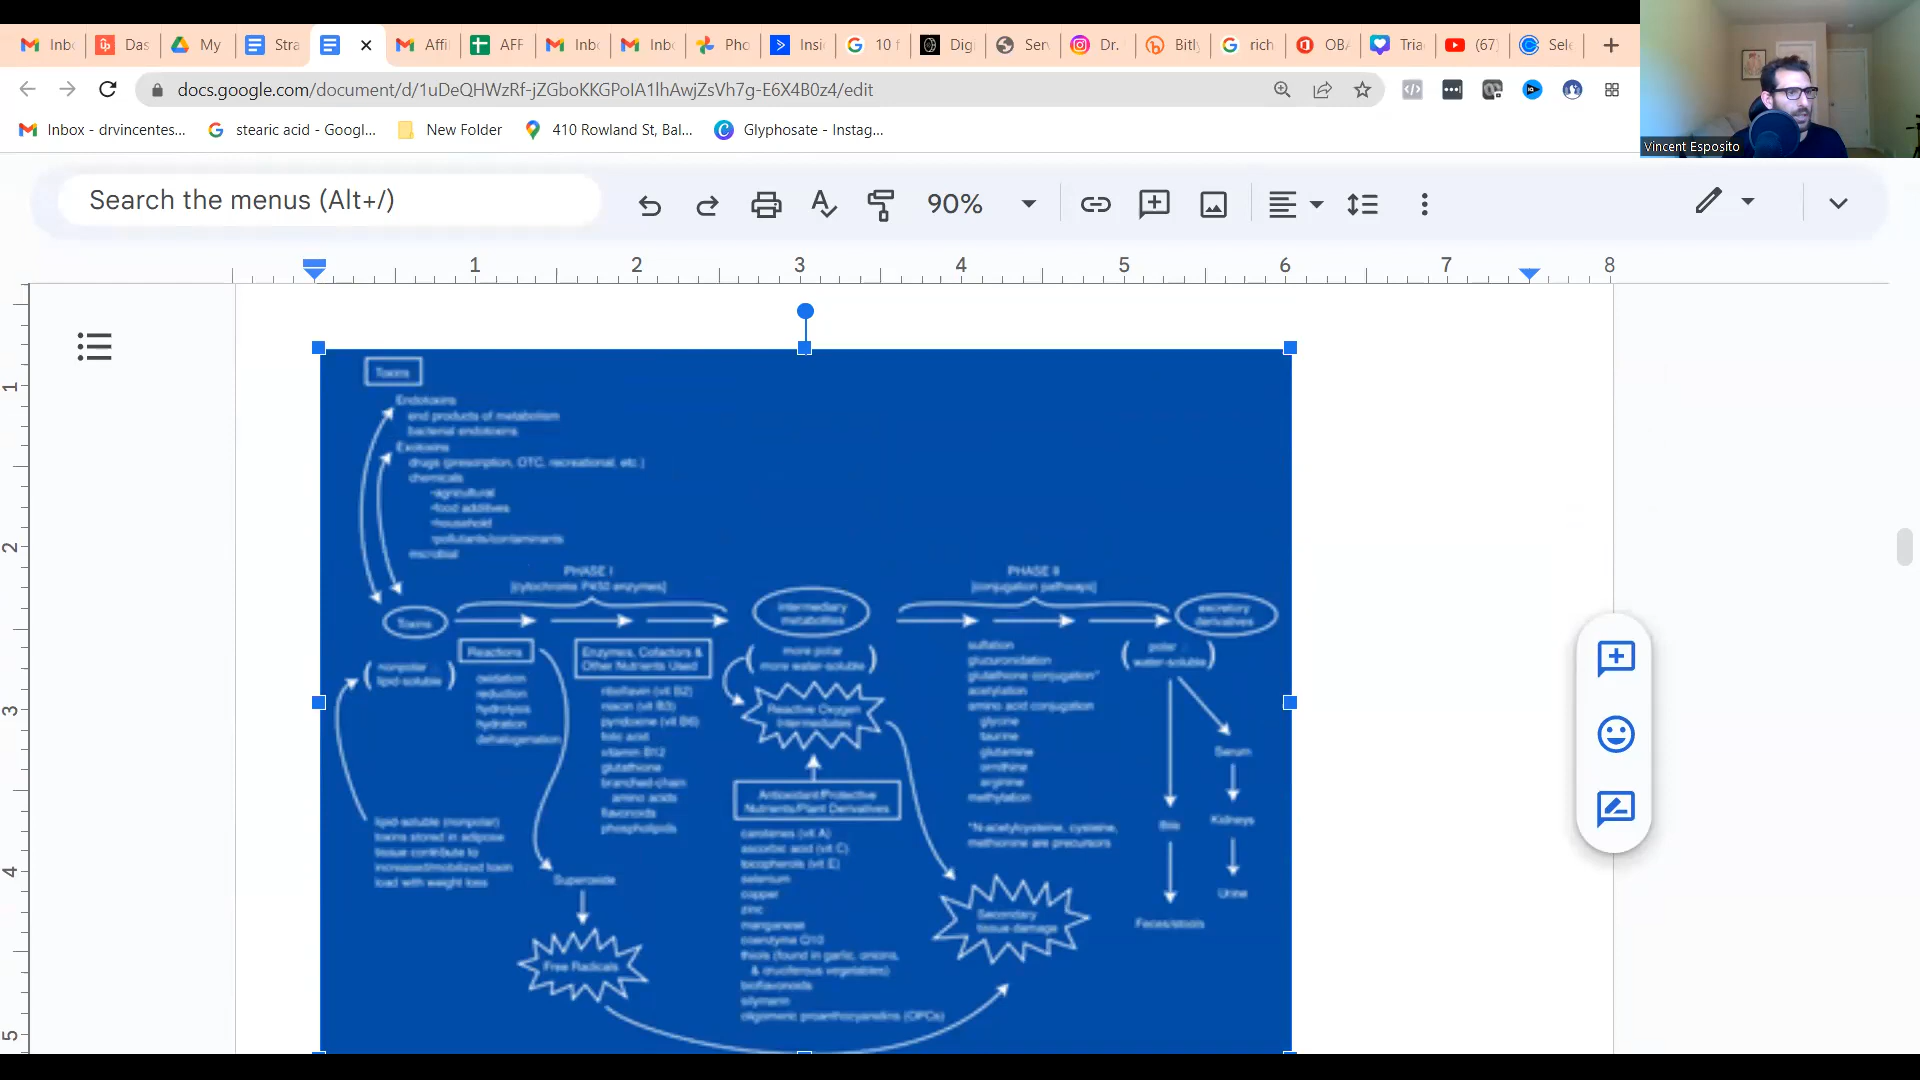 Inbo
Das
My
Stra
Affil
AFF
Inbo
Inbo
Pho
Insi
10 f
Digi
Serv
Dr.
Bitly
rich
OBA
Tria
(67)
Sele
docs.google.com/document/d/1uDeQHWzRf-jZGboKKGPoIA1lhAwjZsVh7g-E6X4B0z4/edit
Inbox - drvincentes...
stearic acid - Googl...
New Folder
410 Rowland St, Bal...
Glyphosate - Instag...
Vincent Esposito
Search the menus (Alt+/)
90%
1 2 3 4 5 6 7 8
1
2
3
4
5
Toxins
Endotoxins
end products of metabolism
bacterial endotoxins
Exotoxins
drugs (prescription, OTC, recreational, etc.)
chemicals
-agricultural
-food additives
-household
-pollutants/contaminants
microbial
PHASE I
[cytochrome P450 enzymes]
PHASE II
[conjugation pathways]
Toxins
intermediary
metabolites
excretory
derivatives
(nonpolar
lipid-soluble)
Reactions
oxidation
reduction
hydrolysis
hydration
dehalogenation
Enzymes, Cofactors &
Other Nutrients Used
riboflavin (vit B2)
niacin (vit B3)
pyridoxine (vit B6)
folic acid
vitamin B12
glutathione
branched-chain
amino acids
flavonoids
phospholipids
(more polar
more water-soluble)
Reactive Oxygen
Intermediates
Antioxidant/Protective
Nutrients/Plant Derivatives
carotenes (vit A)
ascorbic acid (vit C)
tocopherols (vit E)
selenium
copper
zinc
manganese
coenzyme Q10
thiols (found in garlic, onions,
& cruciferous vegetables)
bioflavonoids
silymarin
oligomeric proanthocyanidins (OPCs)
sulfation
glucuronidation
glutathione conjugation*
acetylation
amino acid conjugation
glycine
taurine
glutamine
ornithine
arginine
methylation
*N-acetylcysteine, cysteine,
methionine are precursors
(polar
water-soluble)
Serum
Kidneys
Urine
Bile
Feces/stools
lipid-soluble (nonpolar)
toxins stored in adipose
tissue contribute to
increased/mobilized toxin
load with weight loss
Superoxide
Free Radicals
Secondary
tissue damage